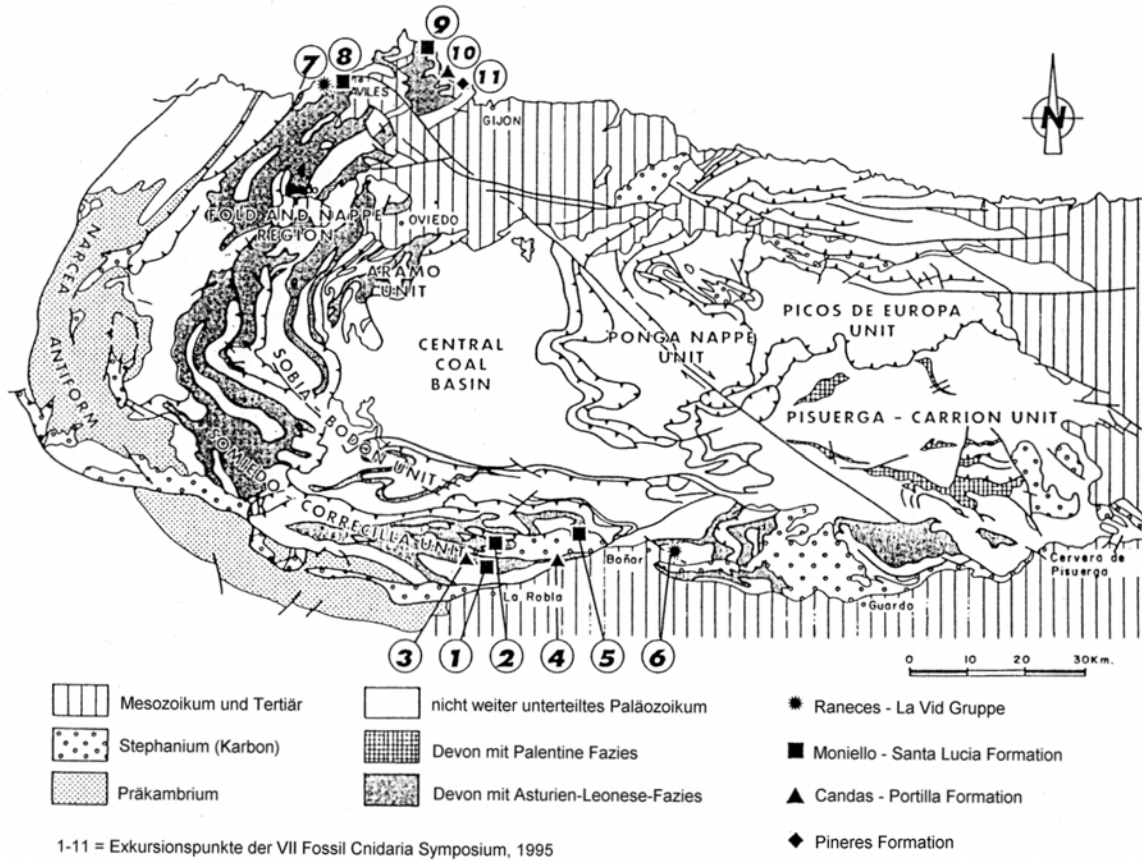 9
10
7
8
11
AVILES
GIJON
N
FOLD AND NAPPE
REGION
OVIEDO
NARCEA
ANTIFORM
ARAMO
UNIT
PICOS DE EUROPA
UNIT
CENTRAL
COAL
BASIN
PONGA NAPPE
UNIT
PISUERGA - CARRION UNIT
SOBIA - BODON UNIT
SOMIEDO
CORRECILLA UNIT
Boñar
Cervera de
Pisuerga
La Robla
Guardo
3
1
2
4
5
6
0 10 20 30Km.
Mesozoikum und Tertiär
nicht weiter unterteiltes Paläozoikum
Raneces - La Vid Gruppe
Stephanium (Karbon)
Devon mit Palentine Fazies
Moniello - Santa Lucia Formation
Präkambrium
Devon mit Asturien-Leonese-Fazies
Candas - Portilla Formation
Pineres Formation
1-11 = Exkursionspunkte der VII Fossil Cnidaria Symposium, 1995